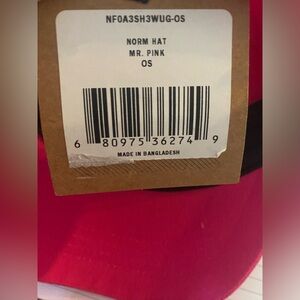 NF0A3SH3WUG-OS
NORM HAT
MR. PINK
OS
6 80975 36274 9
MADE IN BANGLADESH